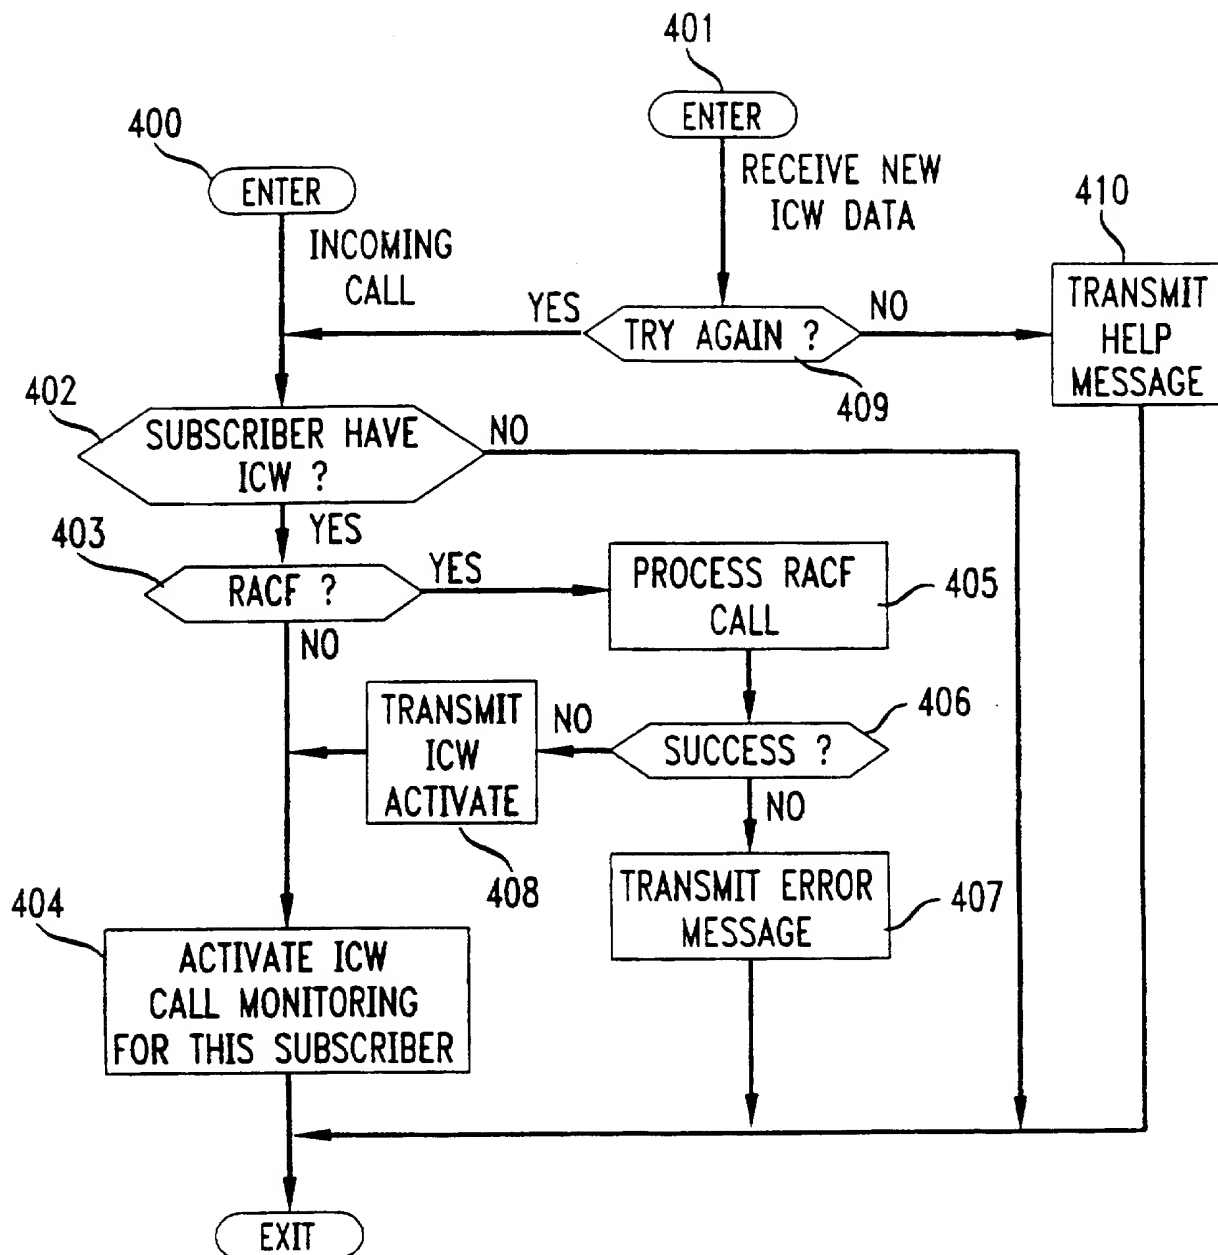 401
ENTER
400
ENTER
RECEIVE NEW
ICW DATA
410
INCOMING
CALL
YES
TRY AGAIN ?
NO
TRANSMIT
HELP
MESSAGE
409
402
SUBSCRIBER HAVE
ICW ?
NO
YES
403
RACF ?
YES
PROCESS RACF
CALL
405
NO
TRANSMIT
ICW
ACTIVATE
NO
SUCCESS ?
406
NO
408
TRANSMIT ERROR
MESSAGE
407
404
ACTIVATE ICW
CALL MONITORING
FOR THIS SUBSCRIBER
EXIT